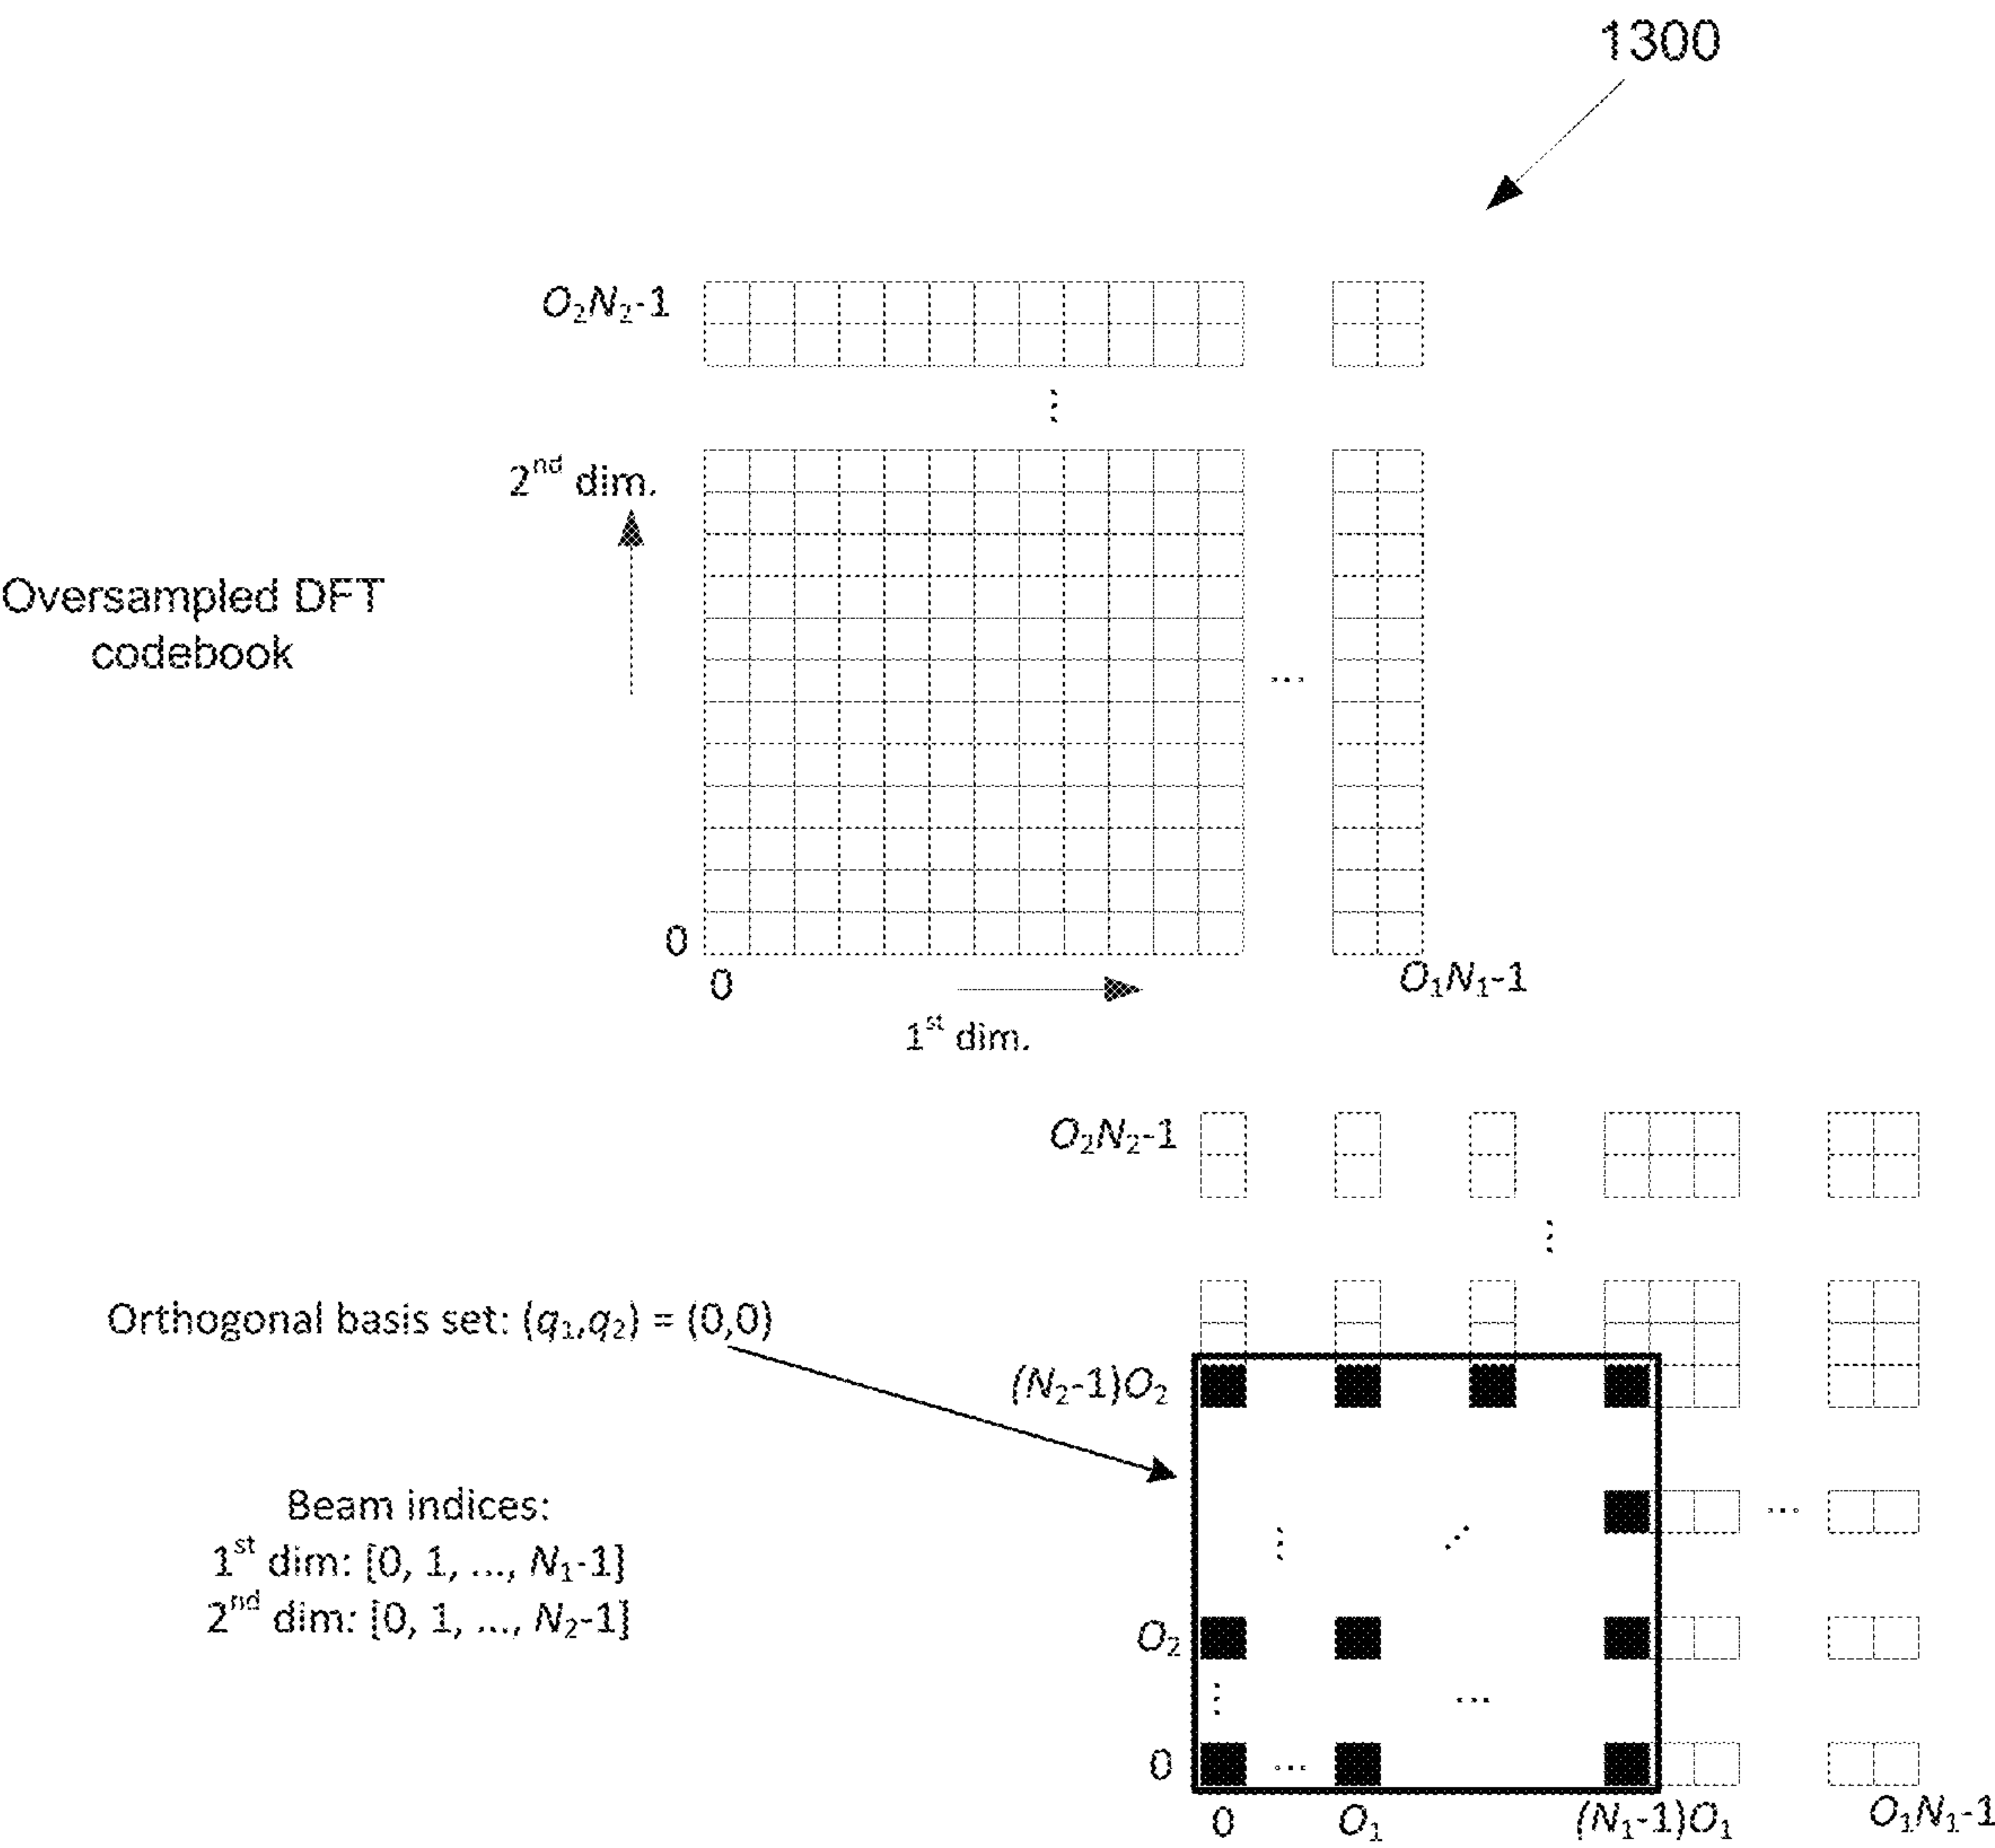 1300
O₂N₂-1
⋮
2ⁿᵈ dim.
Oversampled DFT
codebook
...
0
0
O₁N₁-1
1ˢᵗ dim.
O₂N₂-1
⋮
Orthogonal basis set: (q₁,q₂) = (0,0)
(N₂-1)O₂
Beam indices:
1ˢᵗ dim: [0, 1, ..., N₁-1]
2ⁿᵈ dim: [0, 1, ..., N₂-1]
...
⋮ ⋰
O₂
⋮ ...
0 ...
0 O₁ (N₁-1)O₁ O₁N₁-1